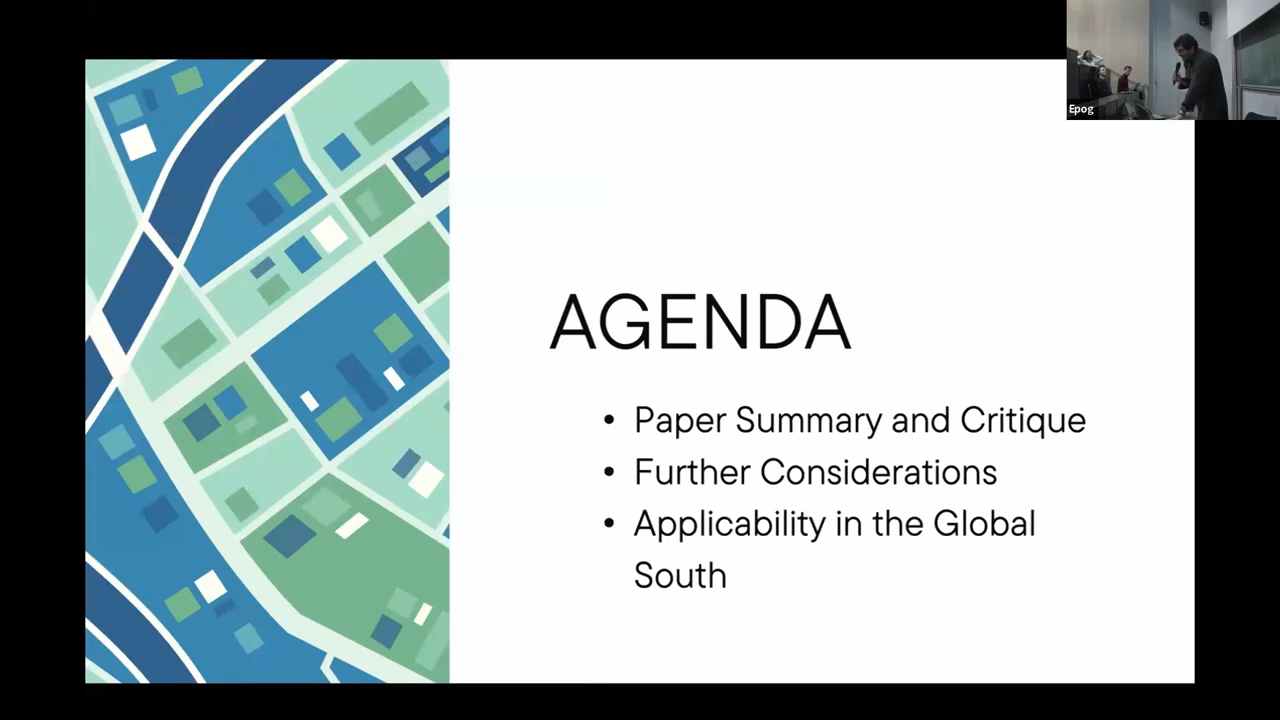 Epog
AGENDA
• Paper Summary and Critique
• Further Considerations
• Applicability in the Global
South